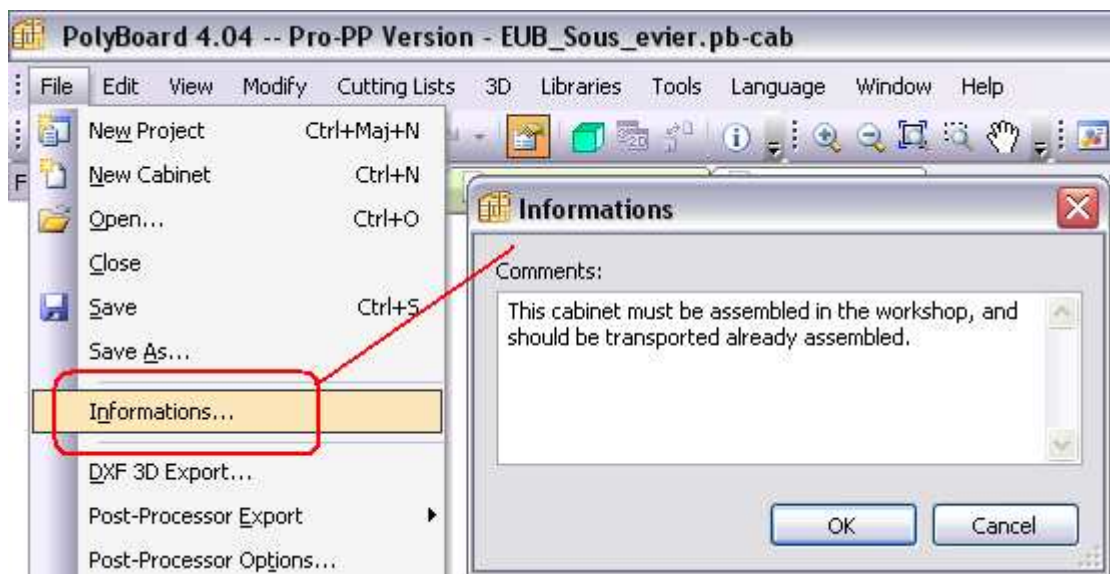 PolyBoard 4.04 -- Pro-PP Version - EUB_Sous_evier.pb-cab
File Edit View Modify Cutting Lists 3D Libraries Tools Language Window Help
New Project Ctrl+Maj+N
New Cabinet Ctrl+N
Open... Ctrl+O
Close
Save Ctrl+S
Save As...
Informations...
DXF 3D Export...
Post-Processor Export
Post-Processor Options...
Informations
Comments:
This cabinet must be assembled in the workshop, and
should be transported already assembled.
OK Cancel